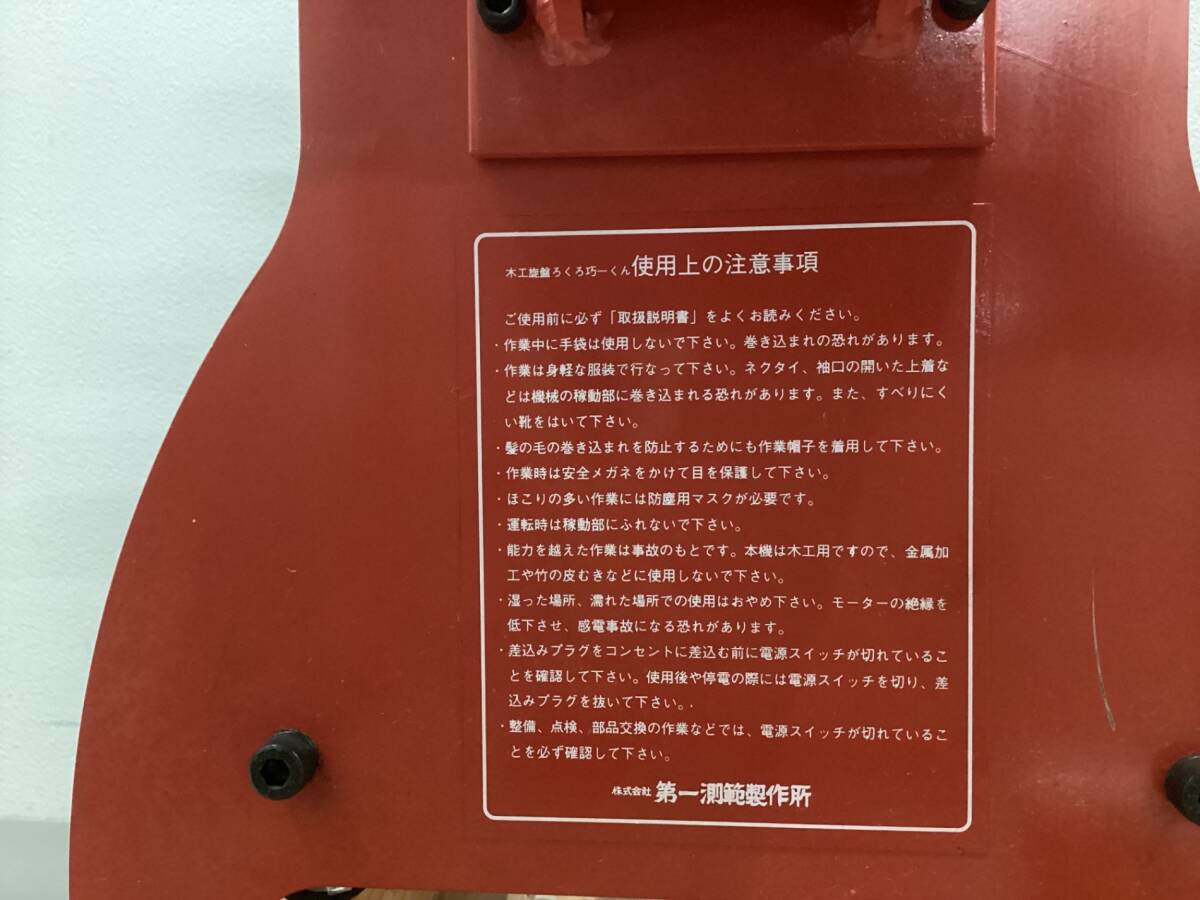 木工旋盤ろくろ巧一くん使用上の注意事項
ご使用前に必ず「取扱説明書」をよくお読みください。
・作業中に手袋は使用しないで下さい。巻き込まれの恐れがあります。
・作業は身軽な服装で行なって下さい。ネクタイ、袖口の開いた上着な
どは機械の稼動部に巻き込まれる恐れがあります。また、すべりにく
い靴をはいて下さい。
・髪の毛の巻き込まれを防止するためにも作業帽子を着用して下さい。
・作業時は安全メガネをかけて目を保護して下さい。
・ほこりの多い作業には防塵用マスクが必要です。
・運転時は稼動部にふれないで下さい。
・能力を越えた作業は事故のもとです。本機は木工用ですので、金属加
工や竹の皮むきなどに使用しないで下さい。
・湿った場所、濡れた場所での使用はおやめ下さい。モーターの絶縁を
低下させ、感電事故になる恐れがあります。
・差込みプラグをコンセントに差込む前に電源スイッチが切れているこ
とを確認して下さい。使用後や停電の際には電源スイッチを切り、差
込みプラグを抜いて下さい。.
・整備、点検、部品交換の作業などでは、電源スイッチが切れているこ
とを必ず確認して下さい。
株式会社 第一測範製作所